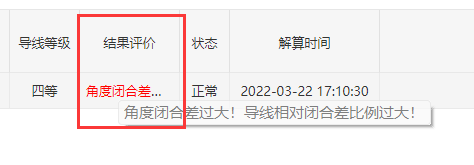 导线等级 结果评价 状态 解算时间
四等 角度闭合差... 正常 2022-03-22 17:10:30
角度闭合差过大！导线相对闭合差比例过大！